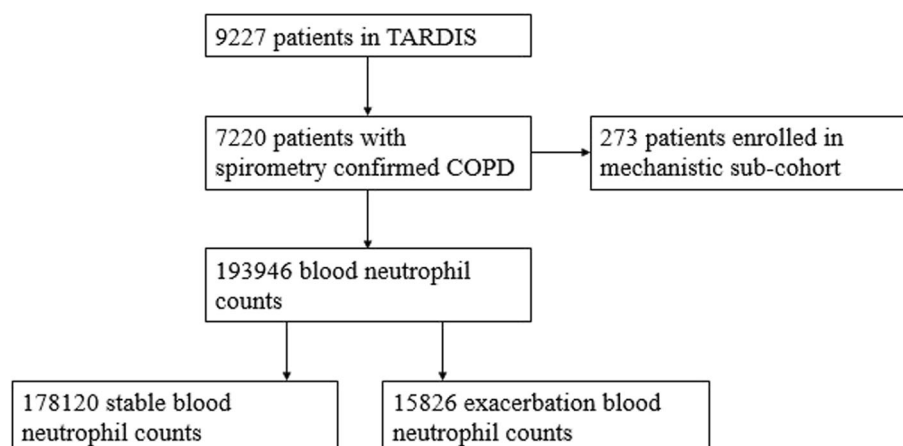 9227 patients in TARDIS
7220 patients with
spirometry confirmed COPD
273 patients enrolled in
mechanistic sub-cohort
193946 blood neutrophil
counts
178120 stable blood
neutrophil counts
15826 exacerbation blood
neutrophil counts